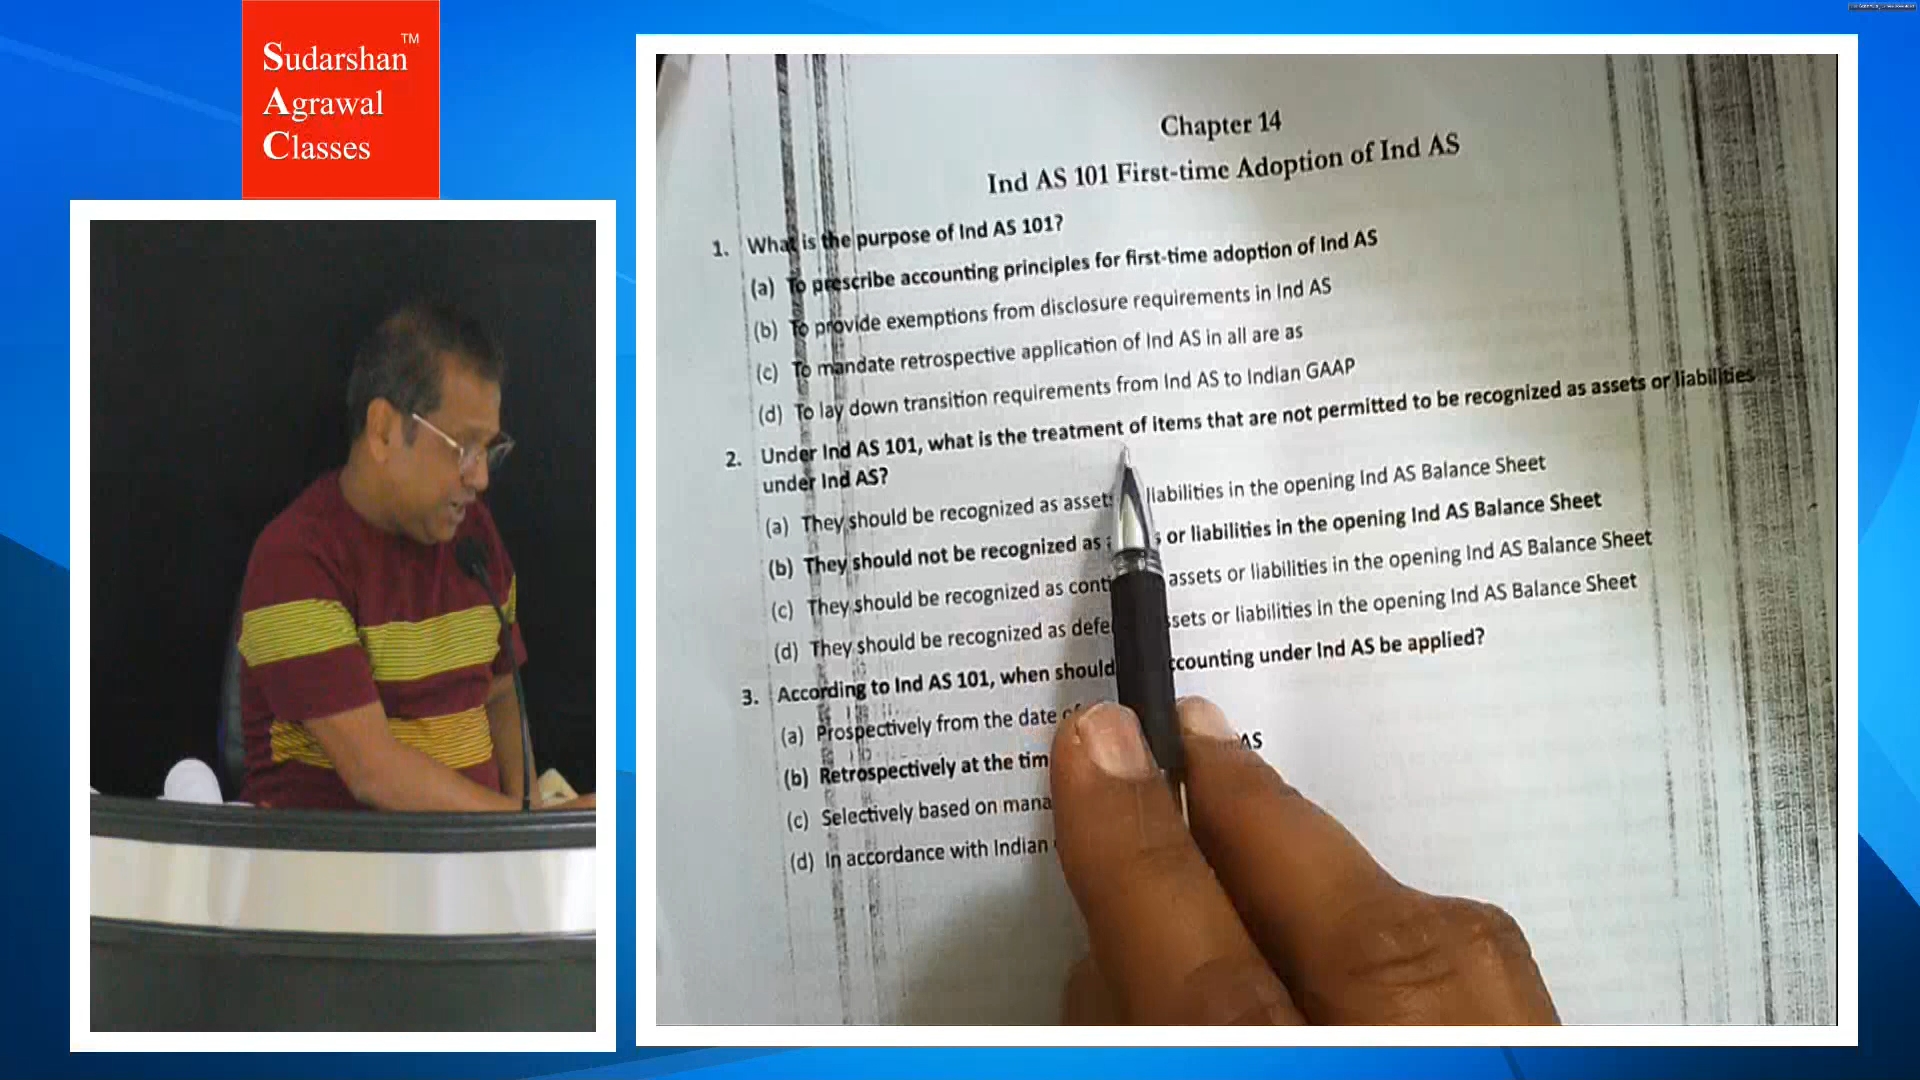 Sudarshan TM
Agrawal
Classes
Chapter 14
Ind AS 101 First-time Adoption of Ind AS
1. What is the purpose of Ind AS 101?
(a) To prescribe accounting principles for first-time adoption of Ind AS
(b) To provide exemptions from disclosure requirements in Ind AS
(c) To mandate retrospective application of Ind AS in all are as
(d) To lay down transition requirements from Ind AS to Indian GAAP
2. Under Ind AS 101, what is the treatment of items that are not permitted to be recognized as assets or liabilities
under Ind AS?
(a) They should be recognized as assets liabilities in the opening Ind AS Balance Sheet
(b) They should not be recognized as or liabilities in the opening Ind AS Balance Sheet
(c) They should be recognized as assets or liabilities in the opening Ind AS Balance Sheet
(d) They should be recognized as or liabilities in the opening Ind AS Balance Sheet
3. According to Ind AS 101, when should under Ind AS be applied?
(a) Prospectively from the date
(b) Retrospectively at the AS
(c) Selectively based on
(d) In accordance with Indian